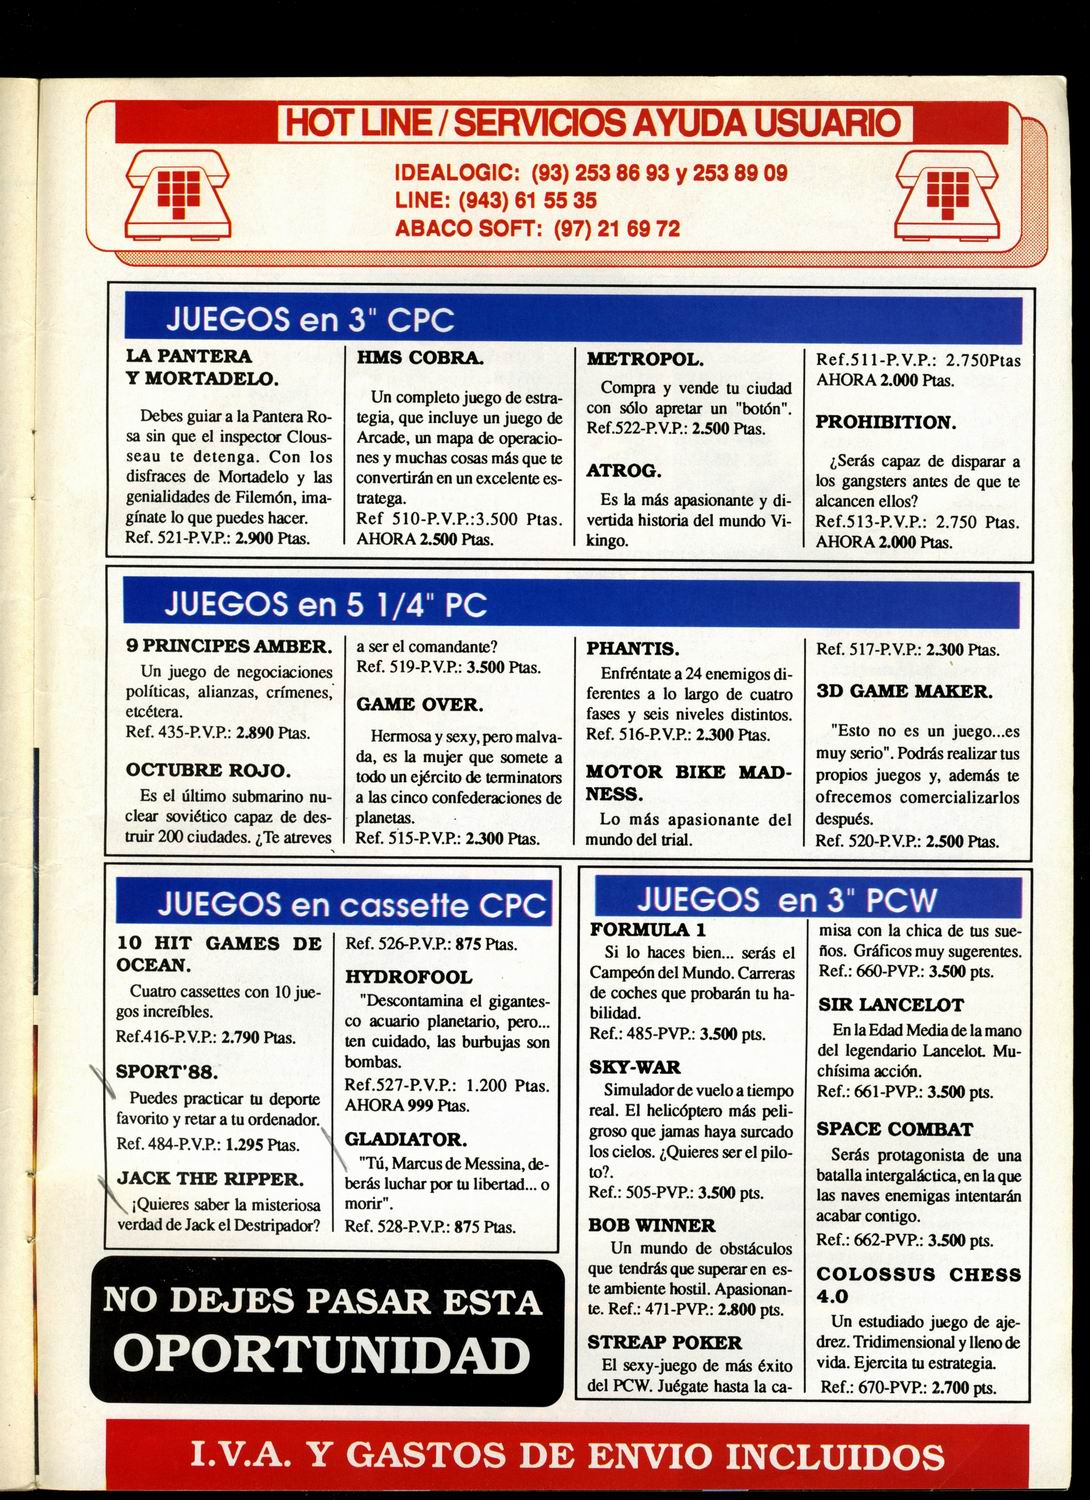 HOT LINE / SERVICIOS AYUDA USUARIO
IDEALOGIC: (93) 253 86 93 y 253 89 09
LINE: (943) 61 55 35
ABACO SOFT: (97) 21 69 72
JUEGOS en 3" CPC
LA PANTERA
Y MORTADELO.
Debes guiar a la Pantera Ro-
sa sin que el inspector Clous-
seau te detenga. Con los
disfraces de Mortadelo y las
genialidades de Filemón, ima-
gínate lo que puedes hacer.
Ref. 521-P.V.P.: 2.900 Ptas.
HMS COBRA.
Un completo juego de estra-
tegia, que incluye un juego de
Arcade, un mapa de operacio-
nes y muchas cosas más que te
convertirán en un excelente es-
tratega.
Ref 510-P.V.P.:3.500 Ptas.
AHORA 2.500 Ptas.
METROPOL.
Compra y vende tu ciudad
con sólo apretar un "botón".
Ref.522-P.V.P.: 2.500 Ptas.
ATROG.
Es la más apasionante y di-
vertida historia del mundo Vi-
kingo.
Ref.511-P.V.P.: 2.750Ptas
AHORA 2.000 Ptas.
PROHIBITION.
¿Serás capaz de disparar a
los gangsters antes de que te
alcancen ellos?
Ref.513-P.V.P.: 2.750 Ptas.
AHORA 2.000 Ptas.
JUEGOS en 5 1/4" PC
9 PRINCIPES AMBER.
Un juego de negociaciones
políticas, alianzas, crímenes,
etcétera.
Ref. 435-P.V.P.: 2.890 Ptas.
OCTUBRE ROJO.
Es el último submarino nu-
clear soviético capaz de des-
truir 200 ciudades. ¿Te atreves
a ser el comandante?
Ref. 519-P.V.P.: 3.500 Ptas.
GAME OVER.
Hermosa y sexy, pero malva-
da, es la mujer que somete a
todo un ejército de terminators
a las cinco confederaciones de
planetas.
Ref. 515-P.V.P.: 2.300 Ptas.
PHANTIS.
Enfréntate a 24 enemigos di-
ferentes a lo largo de cuatro
fases y seis niveles distintos.
Ref. 516-P.V.P.: 2.300 Ptas.
MOTOR BIKE MAD-
NESS.
Lo más apasionante del
mundo del trial.
Ref. 517-P.V.P.: 2.300 Ptas.
3D GAME MAKER.
"Esto no es un juego...es
muy serio". Podrás realizar tus
propios juegos y, además te
ofrecemos comercializarlos
después.
Ref. 520-P.V.P.: 2.500 Ptas.
JUEGOS en cassette CPC
10 HIT GAMES DE
OCEAN.
Cuatro cassettes con 10 jue-
gos increíbles.
Ref.416-P.V.P.: 2.790 Ptas.
SPORT'88.
Puedes practicar tu deporte
favorito y retar a tu ordenador.
Ref. 484-P.V.P.: 1.295 Ptas.
JACK THE RIPPER.
¡Quieres saber la misteriosa
verdad de Jack el Destripador?
Ref. 526-P.V.P.: 875 Ptas.
HYDROFOOL
"Descontamina el gigantes-
co acuario planetario, pero...
ten cuidado, las burbujas son
bombas.
Ref.527-P.V.P.: 1.200 Ptas.
AHORA 999 Ptas.
GLADIATOR.
"Tú, Marcus de Messina, de-
berás luchar por tu libertad... o
morir".
Ref. 528-P.V.P.: 875 Ptas.
JUEGOS en 3" PCW
FORMULA 1
Si lo haces bien... serás el
Campeón del Mundo. Carreras
de coches que probarán tu ha-
bilidad.
Ref.: 485-PVP.: 3.500 pts.
SKY-WAR
Simulador de vuelo a tiempo
real. El helicóptero más peli-
groso que jamas haya surcado
los cielos. ¿Quieres ser el pilo-
to?.
Ref.: 505-PVP.: 3.500 pts.
BOB WINNER
Un mundo de obstáculos
que tendrás que superar en es-
te ambiente hostil. Apasionan-
te. Ref.: 471-PVP.: 2.800 pts.
STREAP POKER
El sexy-juego de más éxito
del PCW. Juégate hasta la ca-
misa con la chica de tus sue-
ños. Gráficos muy sugerentes.
Ref.: 660-PVP.: 3.500 pts.
SIR LANCELOT
En la Edad Media de la mano
del legendario Lancelot. Mu-
chísima acción.
Ref.: 661-PVP.: 3.500 pts.
SPACE COMBAT
Serás protagonista de una
batalla intergaláctica, en la que
las naves enemigas intentarán
acabar contigo.
Ref.: 662-PVP.: 3.500 pts.
COLOSSUS CHESS
4.0
Un estudiado juego de aje-
drez. Tridimensional y lleno de
vida. Ejercita tu estrategia.
Ref.: 670-PVP.: 2.700 pts.
NO DEJES PASAR ESTA
OPORTUNIDAD
I.V.A. Y GASTOS DE ENVIO INCLUIDOS